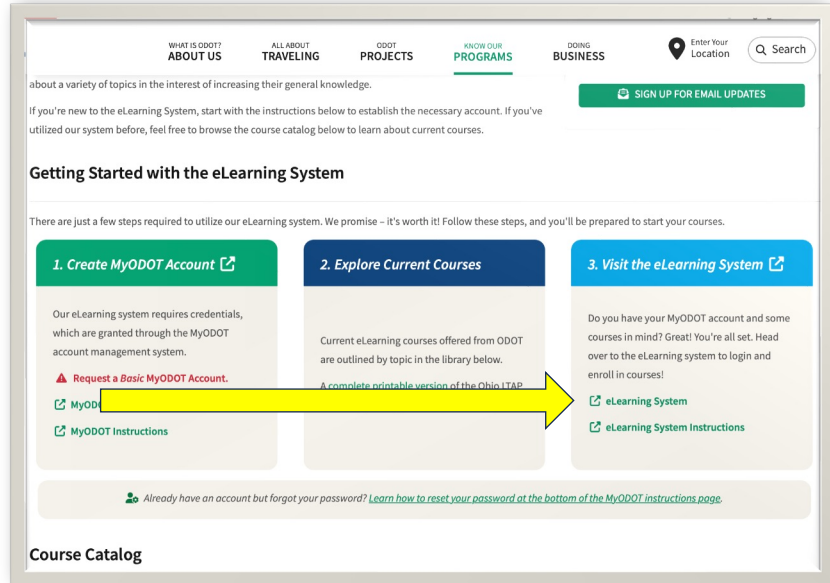 WHAT IS ODOT?
ABOUT US
ALL ABOUT
TRAVELING
ODOT
PROJECTS
KNOW OUR
PROGRAMS
DOING
BUSINESS
Enter Your
Location
Search
about a variety of topics in the interest of increasing their general knowledge.
SIGN UP FOR EMAIL UPDATES
If you're new to the eLearning System, start with the instructions below to establish the necessary account. If you've
utilized our system before, feel free to browse the course catalog below to learn about current courses.
Getting Started with the eLearning System
There are just a few steps required to utilize our eLearning system. We promise – it's worth it! Follow these steps, and you'll be prepared to start your courses.
1. Create MyODOT Account
Our eLearning system requires credentials,
which are granted through the MyODOT
account management system.
Request a Basic MyODOT Account.
MyODOT Instructions
2. Explore Current Courses
Current eLearning courses offered from ODOT
are outlined by topic in the library below.
A complete printable version of the Ohio LTAP
3. Visit the eLearning System
Do you have your MyODOT account and some
courses in mind? Great! You're all set. Head
over to the eLearning system to login and
enroll in courses!
eLearning System
eLearning System Instructions
Already have an account but forgot your password? Learn how to reset your password at the bottom of the MyODOT instructions page.
Course Catalog